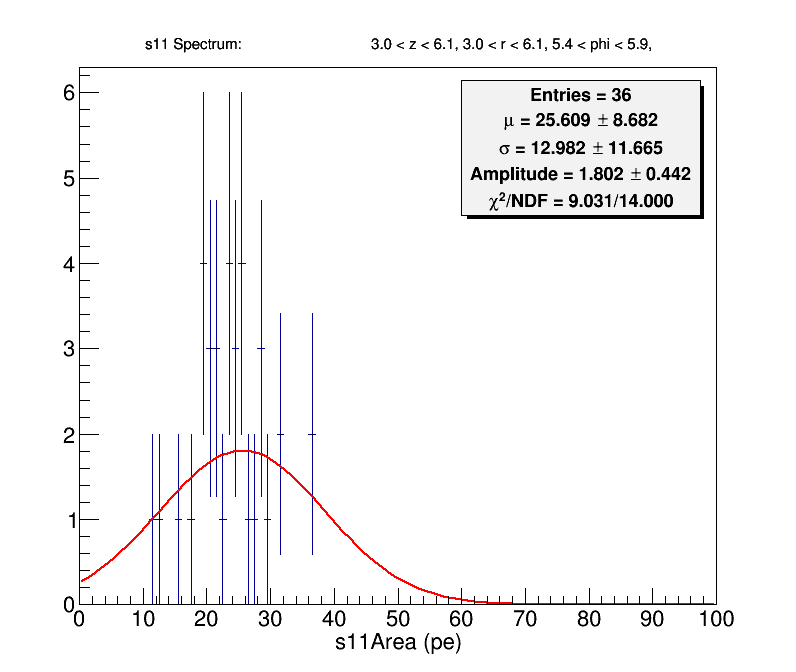 s11 Spectrum: 3.0 < z < 6.1, 3.0 < r < 6.1, 5.4 < phi < 5.9,
Entries = 36
μ = 25.609 ± 8.682
σ = 12.982 ± 11.665
Amplitude = 1.802 ± 0.442
χ²/NDF = 9.031/14.000
6
5
4
3
2
1
0
0 10 20 30 40 50 60 70 80 90 100
s11Area (pe)